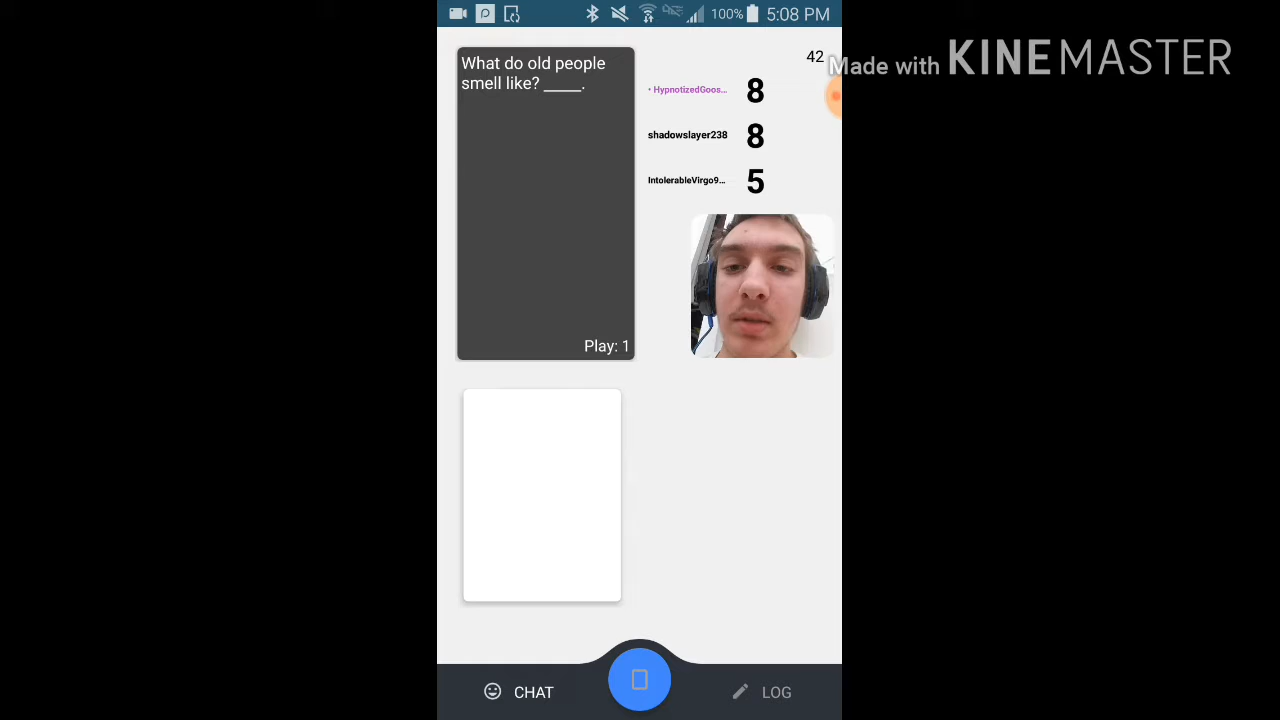 100% 5:08 PM
Made with KINEMASTER
42
What do old people
smell like? _____.
Play: 1
• HypnotizedGoos... 8
shadowslayer238 8
IntolerableVirgo9... 5
CHAT
LOG